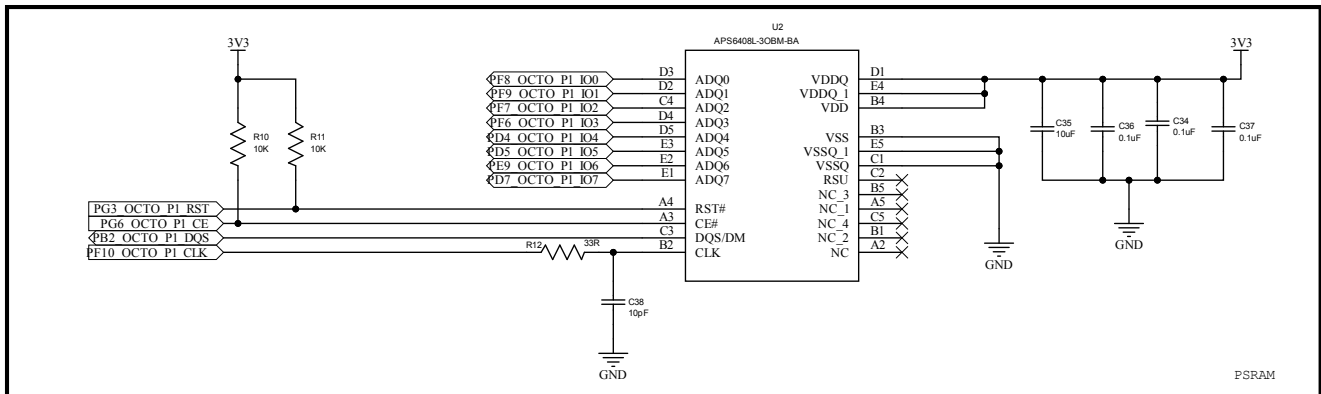 U2
APS6408L-3OBM-BA
3V3
3V3
PF8_OCTO_P1_IO0 D3 ADQ0 VDDQ D1
PF9_OCTO_P1_IO1 D2 ADQ1 VDDQ_1 E4
PF7_OCTO_P1_IO2 C4 ADQ2 VDD B4
PF6_OCTO_P1_IO3 D4 ADQ3
PD4_OCTO_P1_IO4 D5 ADQ4 VSS B3
PD5_OCTO_P1_IO5 E3 ADQ5 VSSQ_1 E5
PE9_OCTO_P1_IO6 E2 ADQ6 VSSQ C1
PD7_OCTO_P1_IO7 E1 ADQ7 RSU C2
NC_3 B5
PG3_OCTO_P1_RST A4 RST# NC_1 A5
PG6_OCTO_P1_CE A3 CE# NC_4 C5
PB2_OCTO_P1_DQS C3 DQS/DM NC_2 B1
PF10_OCTO_P1_CLK R12 33R B2 CLK NC A2
R10
10K
R11
10K
C35
10uF
C36
0.1uF
C34
0.1uF
C37
0.1uF
GND
GND
C38
10pF
GND
PSRAM